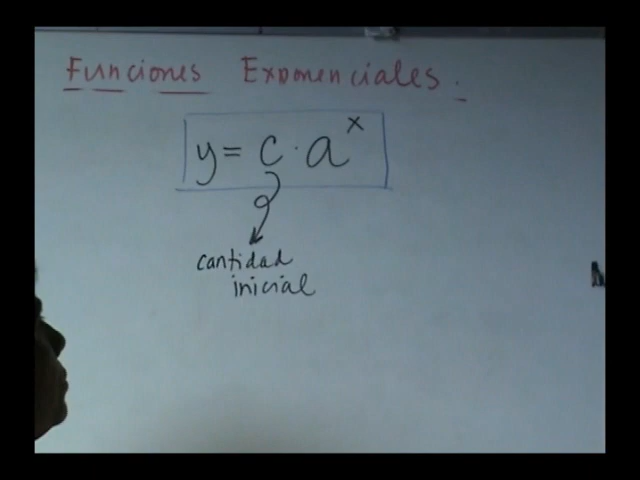 Funciones Exponenciales.
y = c · a^x
cantidad
inicial